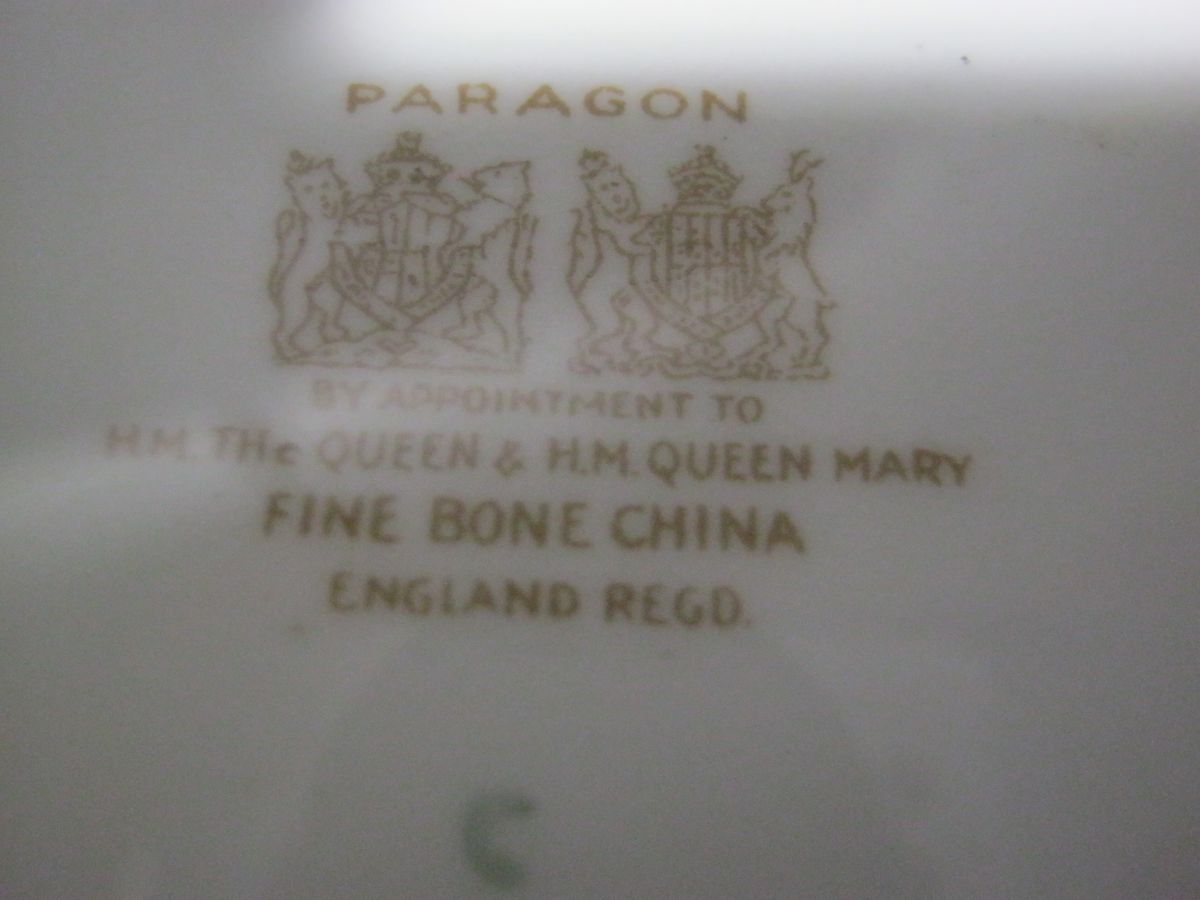 PARAGON
BY APPOINTMENT TO
H.M. THe QUEEN & H.M. QUEEN MARY
FINE BONE CHINA
ENGLAND REGD.